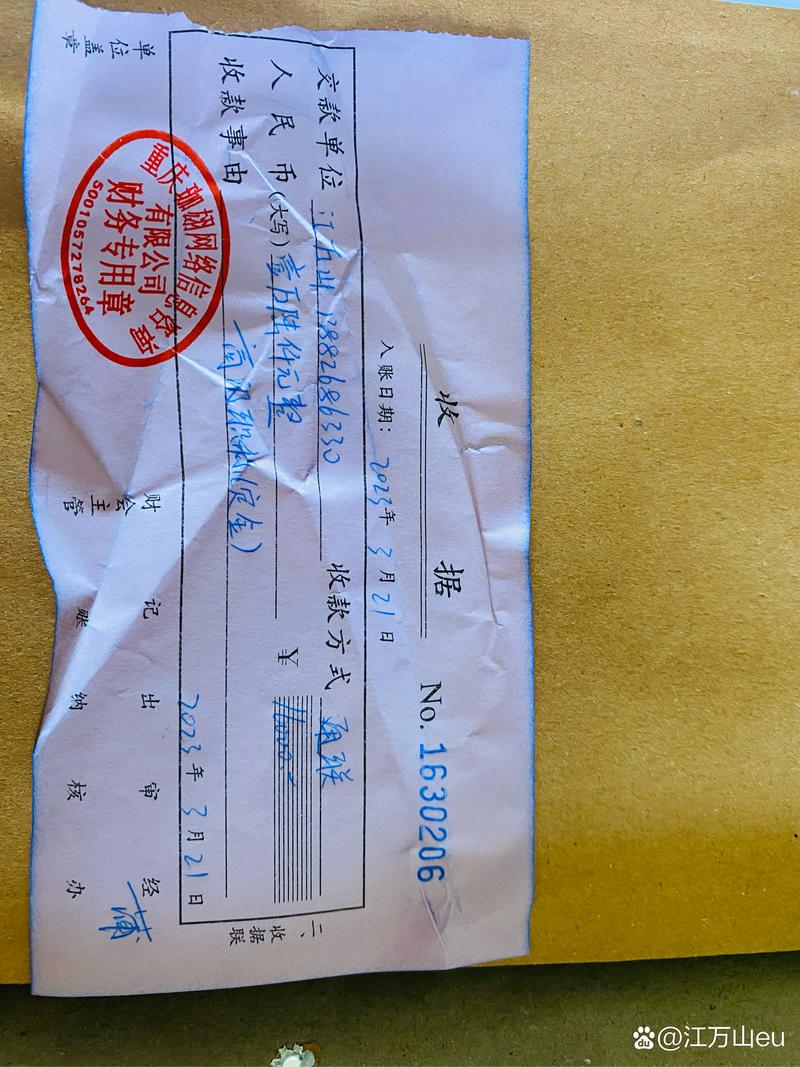 @江万山eu
收 据
No. 1630206
入账日期: 2023年 3月21日
交款单位 江万山 13882686330 收款方式 通联
人民币(大写) 壹万陆仟元整 ¥ 16000.-
收款事由 高级职称(定金)
2023年 3月21日
二、收据联
单位盖章 财会主管 记账 出纳 审核 经办 蒲
重庆珈栩网络信息咨询
有限公司
财务专用章
5001057278264